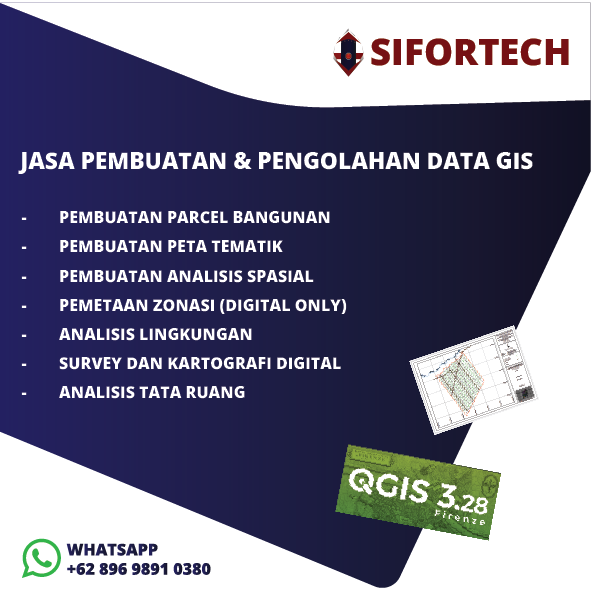 SIFORTECH
JASA PEMBUATAN & PENGOLAHAN DATA GIS
- PEMBUATAN PARCEL BANGUNAN
- PEMBUATAN PETA TEMATIK
- PEMBUATAN ANALISIS SPASIAL
- PEMETAAN ZONASI (DIGITAL ONLY)
- ANALISIS LINGKUNGAN
- SURVEY DAN KARTOGRAFI DIGITAL
- ANALISIS TATA RUANG
QGIS 3.28
Firenze
WHATSAPP
+62 896 9891 0380